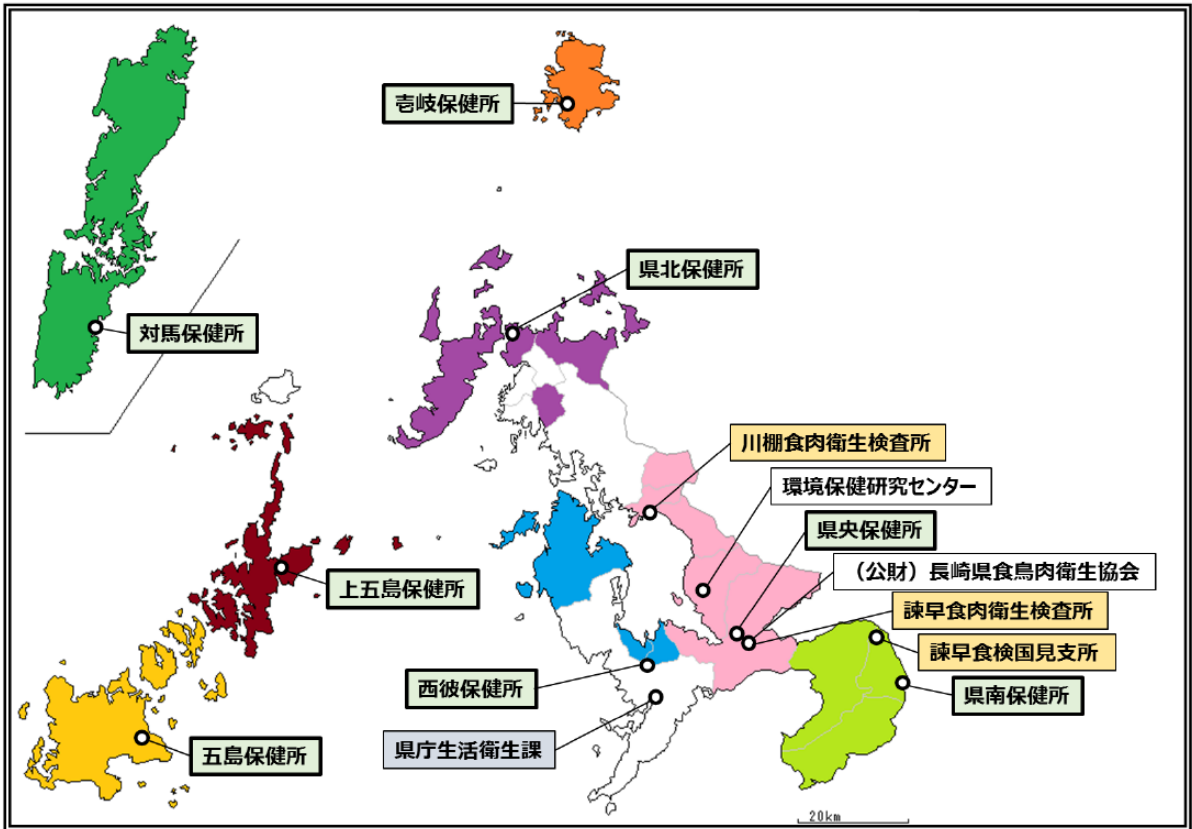 壱岐保健所
県北保健所
対馬保健所
川棚食肉衛生検査所
環境保健研究センター
県央保健所
(公財)長崎県食鳥肉衛生協会
上五島保健所
諫早食肉衛生検査所
諫早食検国見支所
西彼保健所
県南保健所
県庁生活衛生課
五島保健所
20km